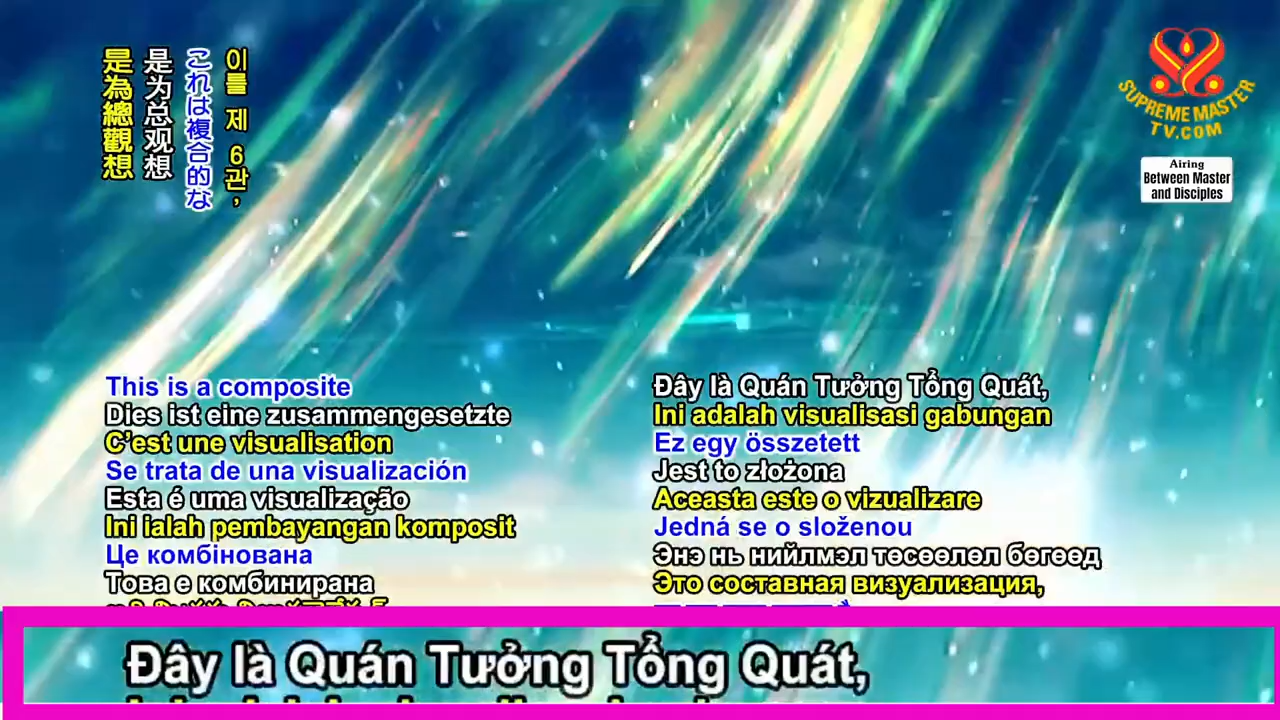 是為總觀想
是为总观想
これは複合的な
이를 제 6관,
SUPREME MASTER
TV.COM
Airing
Between Master
and Disciples
This is a composite
Dies ist eine zusammengesetzte
C'est une visualisation
Se trata de una visualización
Esta é uma visualização
Ini ialah pembayangan komposit
Це комбінована
Това е комбинирана
Đây là Quán Tưởng Tổng Quát,
Ini adalah visualisasi gabungan
Ez egy összetett
Jest to złożona
Aceasta este o vizualizare
Jedná se o složenou
Энэ нь нийлмэл төсөөлөл бөгөөд
Это составная визуализация,
Đây là Quán Tưởng Tổng Quát,